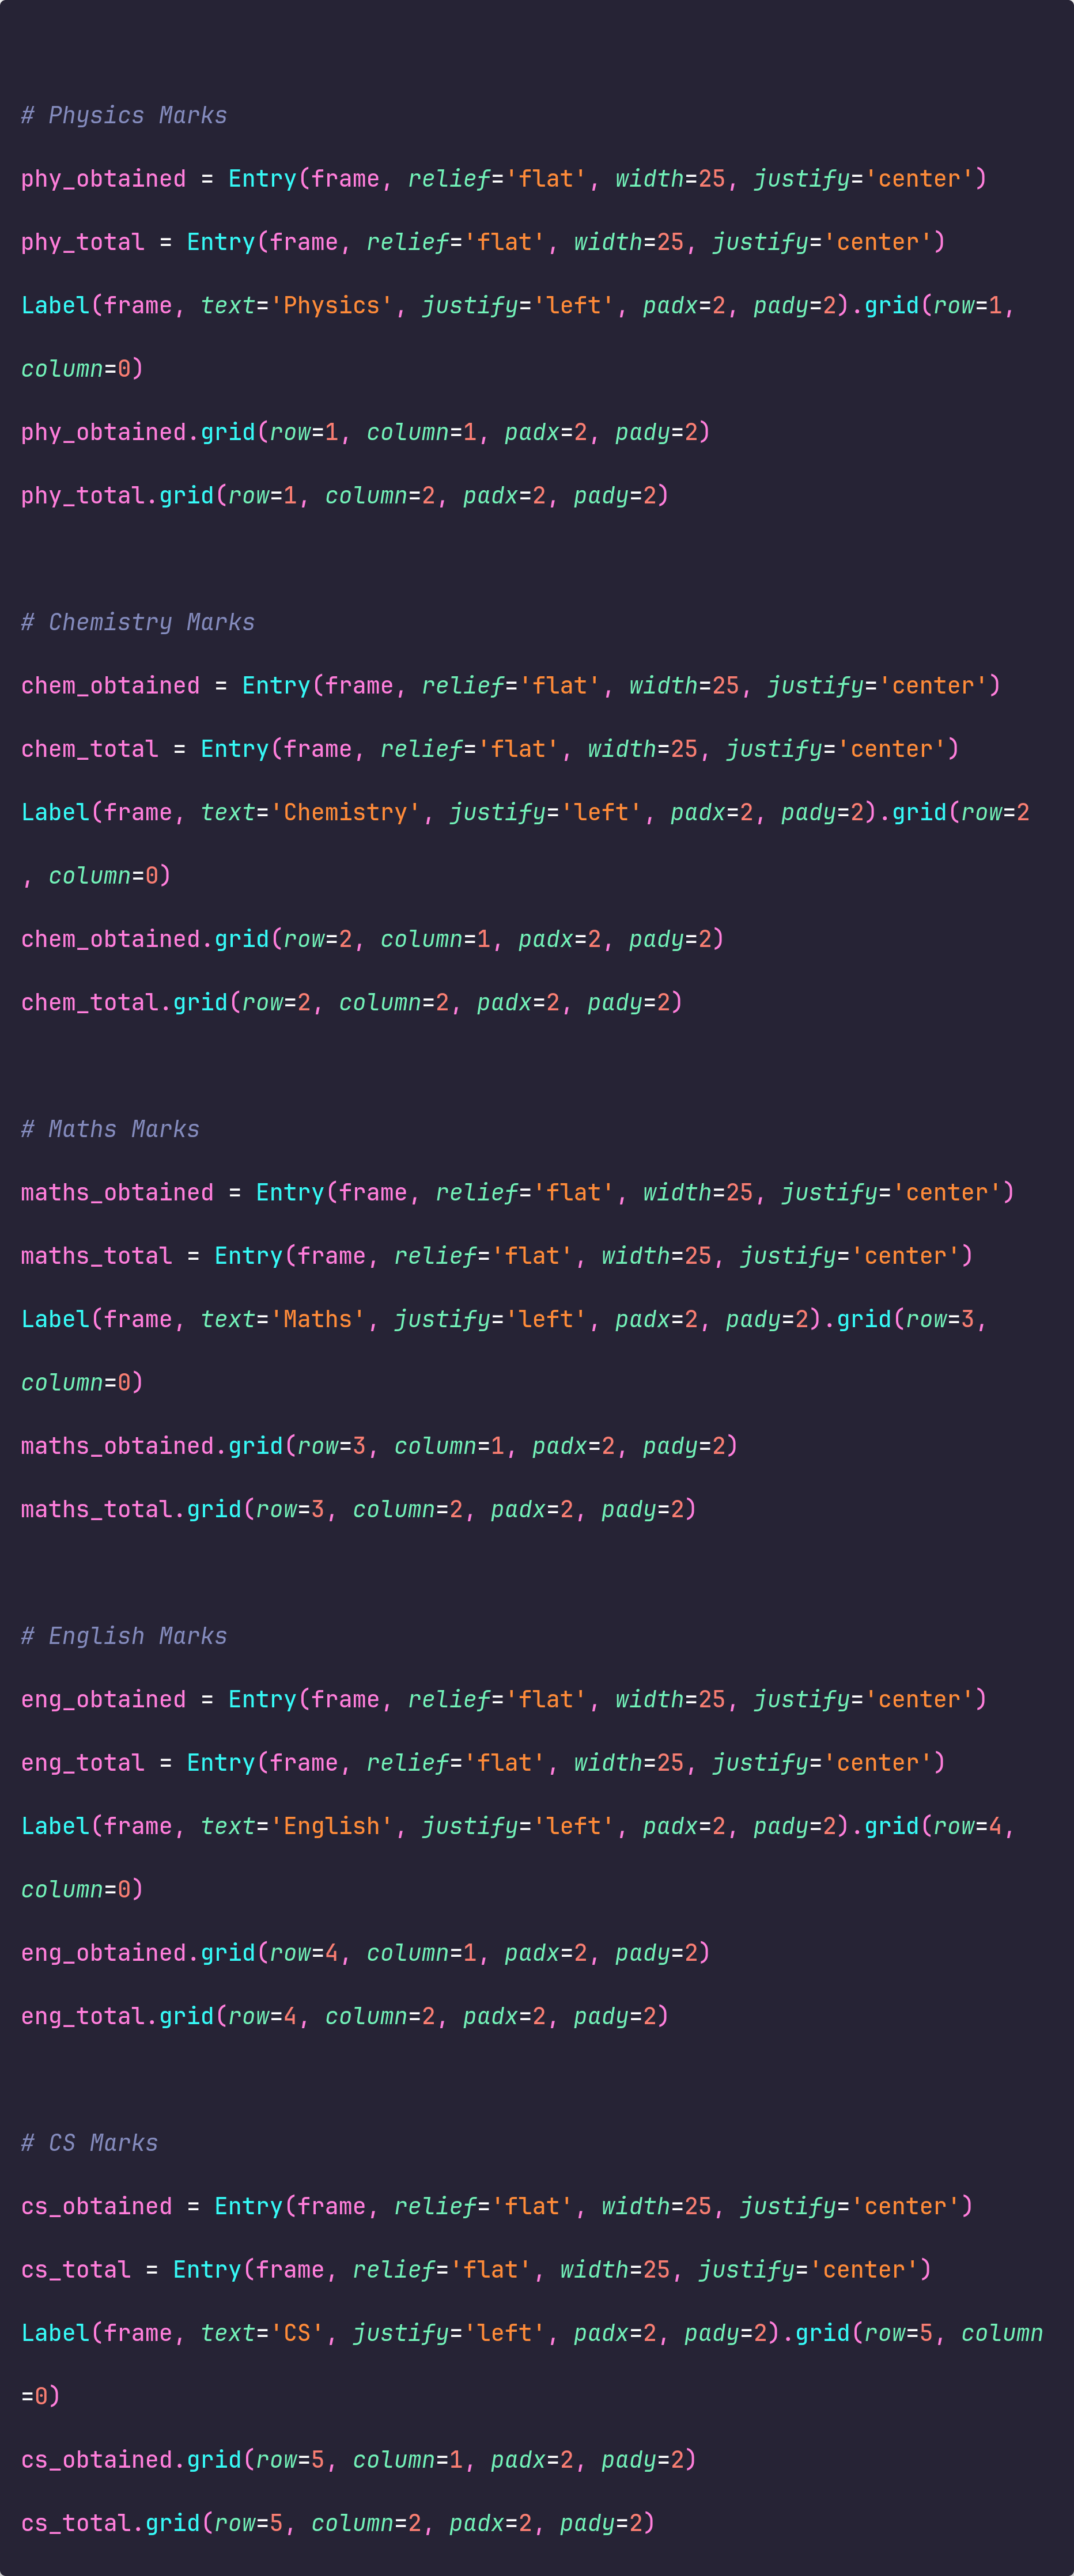 # Physics Marks
phy_obtained = Entry(frame, relief='flat', width=25, justify='center')
phy_total = Entry(frame, relief='flat', width=25, justify='center')
Label(frame, text='Physics', justify='left', padx=2, pady=2).grid(row=1,
column=0)
phy_obtained.grid(row=1, column=1, padx=2, pady=2)
phy_total.grid(row=1, column=2, padx=2, pady=2)
# Chemistry Marks
chem_obtained = Entry(frame, relief='flat', width=25, justify='center')
chem_total = Entry(frame, relief='flat', width=25, justify='center')
Label(frame, text='Chemistry', justify='left', padx=2, pady=2).grid(row=2
, column=0)
chem_obtained.grid(row=2, column=1, padx=2, pady=2)
chem_total.grid(row=2, column=2, padx=2, pady=2)
# Maths Marks
maths_obtained = Entry(frame, relief='flat', width=25, justify='center')
maths_total = Entry(frame, relief='flat', width=25, justify='center')
Label(frame, text='Maths', justify='left', padx=2, pady=2).grid(row=3,
column=0)
maths_obtained.grid(row=3, column=1, padx=2, pady=2)
maths_total.grid(row=3, column=2, padx=2, pady=2)
# English Marks
eng_obtained = Entry(frame, relief='flat', width=25, justify='center')
eng_total = Entry(frame, relief='flat', width=25, justify='center')
Label(frame, text='English', justify='left', padx=2, pady=2).grid(row=4,
column=0)
eng_obtained.grid(row=4, column=1, padx=2, pady=2)
eng_total.grid(row=4, column=2, padx=2, pady=2)
# CS Marks
cs_obtained = Entry(frame, relief='flat', width=25, justify='center')
cs_total = Entry(frame, relief='flat', width=25, justify='center')
Label(frame, text='CS', justify='left', padx=2, pady=2).grid(row=5, column
=0)
cs_obtained.grid(row=5, column=1, padx=2, pady=2)
cs_total.grid(row=5, column=2, padx=2, pady=2)